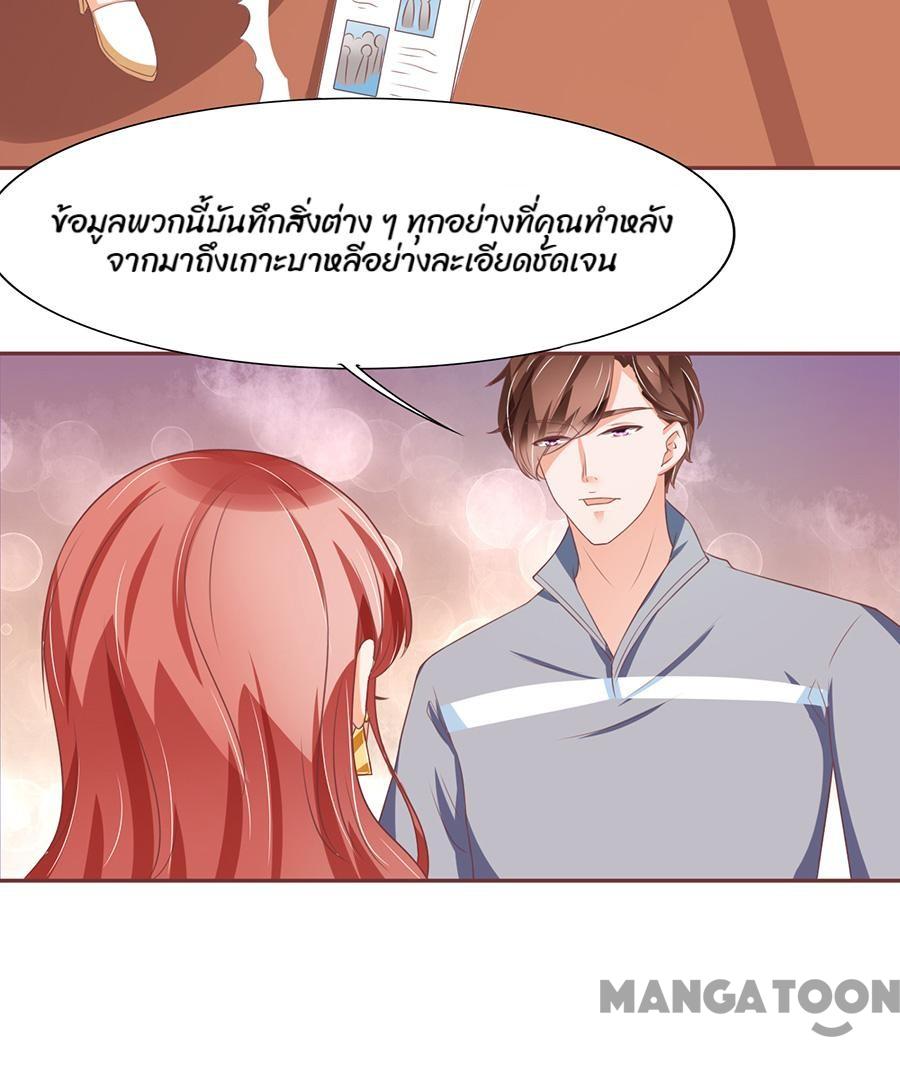 ข้อมูลพวกนี้บันทึกสิ่งต่าง ๆ ทุกอย่างที่คุณทำหลัง
จากมาถึงเกาะบาหลีอย่างละเอียดชัดเจน
MANGATOON